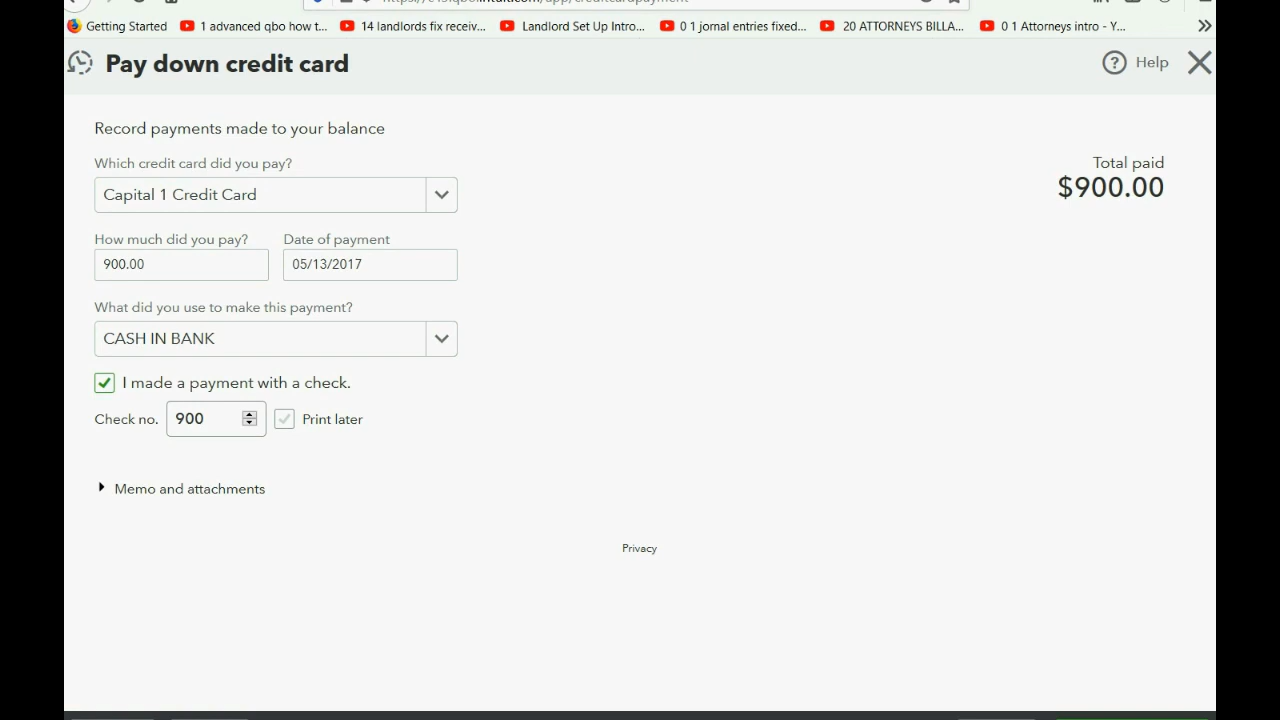 Getting Started 1 advanced qbo how t... 14 landlords fix receiv... Landlord Set Up Intro... 0 1 jornal entries fixed... 20 ATTORNEYS BILLA... 0 1 Attorneys intro - Y...
Pay down credit card
Help
Record payments made to your balance
Which credit card did you pay?
Total paid
Capital 1 Credit Card
$900.00
How much did you pay? Date of payment
900.00 05/13/2017
What did you use to make this payment?
CASH IN BANK
I made a payment with a check.
Check no. 900 Print later
Memo and attachments
Privacy